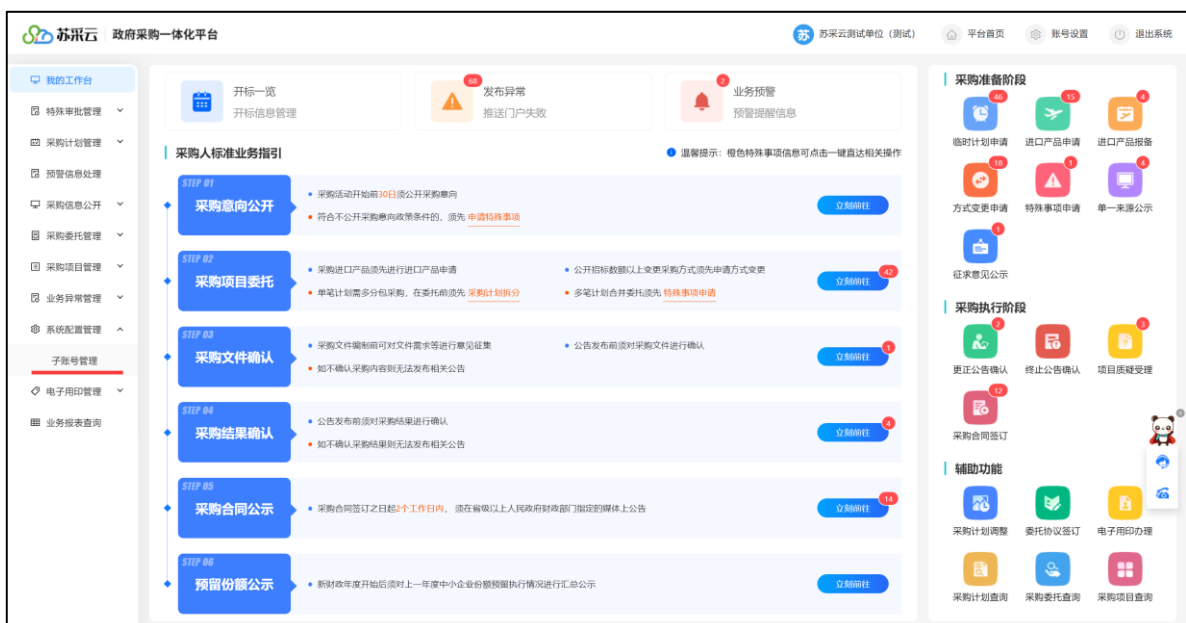 苏采云 政府采购一体化平台
苏 苏采云测试单位（测试） 平台首页 账号设置 退出系统
我的工作台
特殊审批管理
采购计划管理
预警信息处理
采购信息公开
采购委托管理
采购项目管理
业务异常管理
系统配置管理
子账号管理
电子用印管理
业务报表查询
开标一览
开标信息管理
68
发布异常
推送门户失败
2
业务预警
预警提醒信息
采购人标准业务指引
温馨提示：橙色特殊事项信息可点击一键直达相关操作
STEP 01
采购意向公开
采购活动开始前30日须公开采购意向
符合不公开采购意向政策条件的，须先 申请特殊事项
立刻前往
STEP 02
采购项目委托
采购进口产品须先进行进口产品申请
公开招标数额以上变更采购方式须先申请方式变更
单笔计划需多分包采购，在委托前须先 采购计划拆分
多笔计划合并委托须先 特殊事项申请
立刻前往
42
STEP 03
采购文件确认
采购文件编制前可对文件需求等进行意见征集
公告发布前须对采购文件进行确认
如不确认采购内容则无法发布相关公告
立刻前往
1
STEP 04
采购结果确认
公告发布前须对采购结果进行确认
如不确认采购结果则无法发布相关公告
立刻前往
4
STEP 05
采购合同公示
采购合同签订之日起2个工作日内， 须在省级以上人民政府财政部门指定的媒体上公告
立刻前往
14
STEP 06
预留份额公示
新财政年度开始后须对上一年度中小企业份额预留执行情况进行汇总公示
立刻前往
采购准备阶段
46 15 4
临时计划申请 进口产品申请 进口产品报备
18 1 4
方式变更申请 特殊事项申请 单一来源公示
1
征求意见公示
采购执行阶段
2 3
更正公告确认 终止公告确认 项目质疑受理
12
采购合同签订
辅助功能
采购计划调整 委托协议签订 电子用印办理
采购计划查询 采购委托查询 采购项目查询